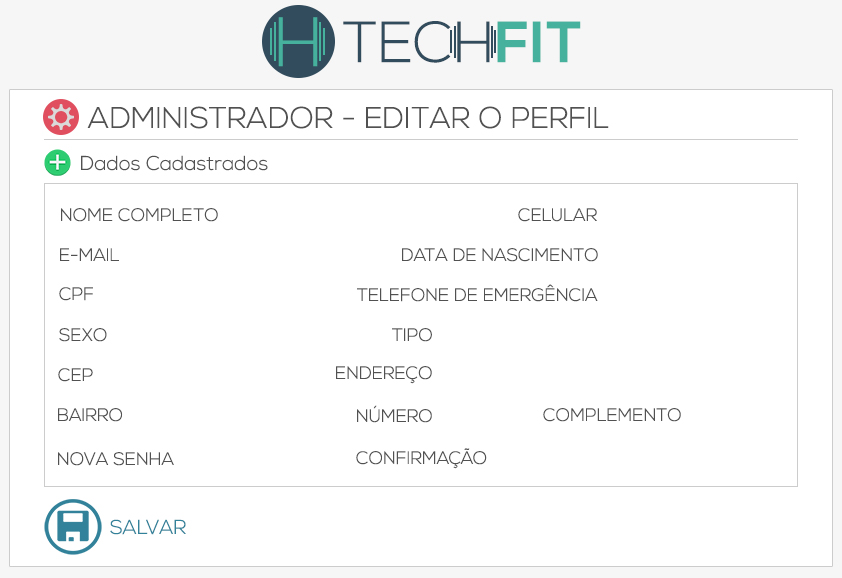 TECHFIT
ADMINISTRADOR - EDITAR O PERFIL
Dados Cadastrados
NOME COMPLETO CELULAR
E-MAIL DATA DE NASCIMENTO
CPF TELEFONE DE EMERGÊNCIA
SEXO TIPO
CEP ENDEREÇO
BAIRRO NÚMERO COMPLEMENTO
NOVA SENHA CONFIRMAÇÃO
SALVAR